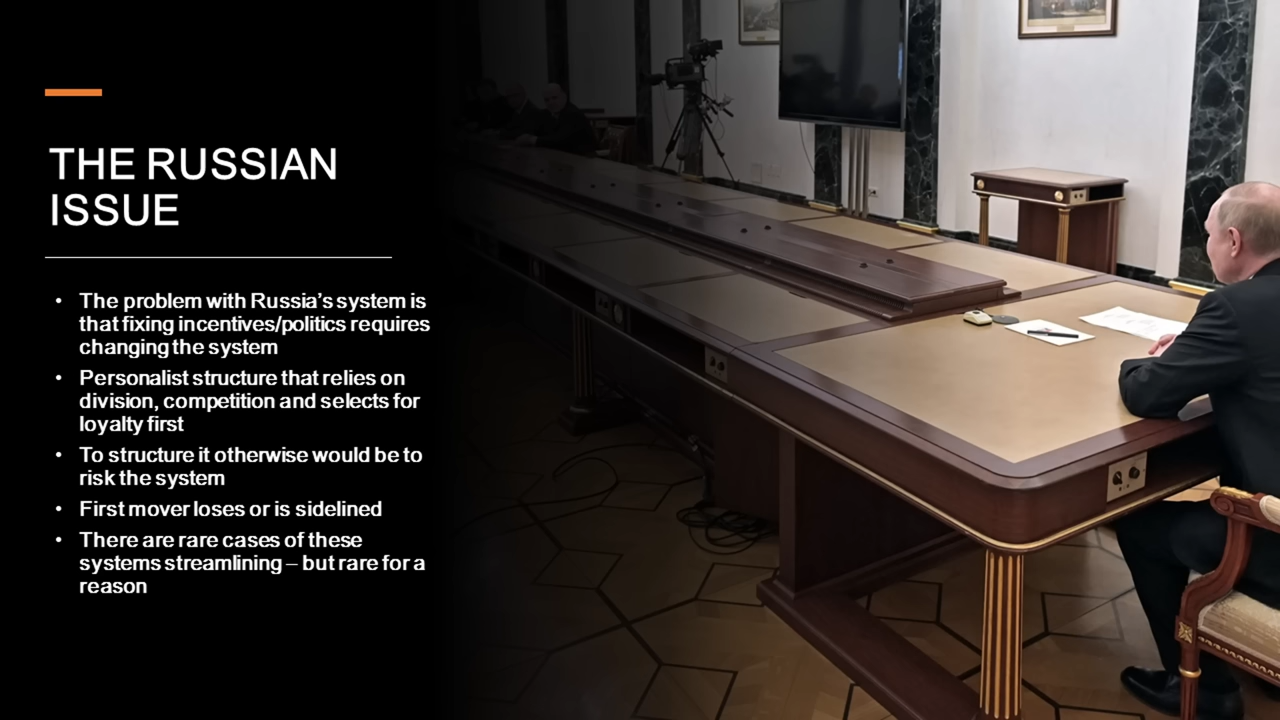 THE RUSSIAN
ISSUE
• The problem with Russia's system is
that fixing incentives/politics requires
changing the system
• Personalist structure that relies on
division, competition and selects for
loyalty first
• To structure it otherwise would be to
risk the system
• First mover loses or is sidelined
• There are rare cases of these
systems streamlining – but rare for a
reason